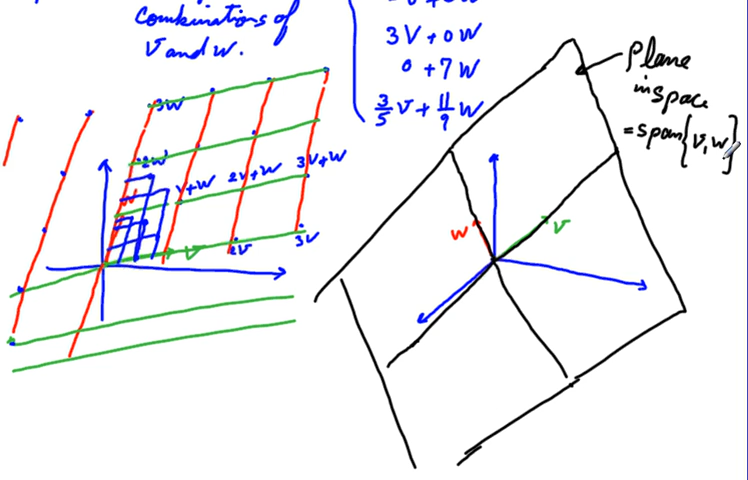 Combinations of
v and w.
3V + 0W
0 + 7W
3/5 V + 11/9 W
Plane
in space
= span{v, w}
3W
2W
V+W
2V+W
3V+W
V
2V
3V
W
V